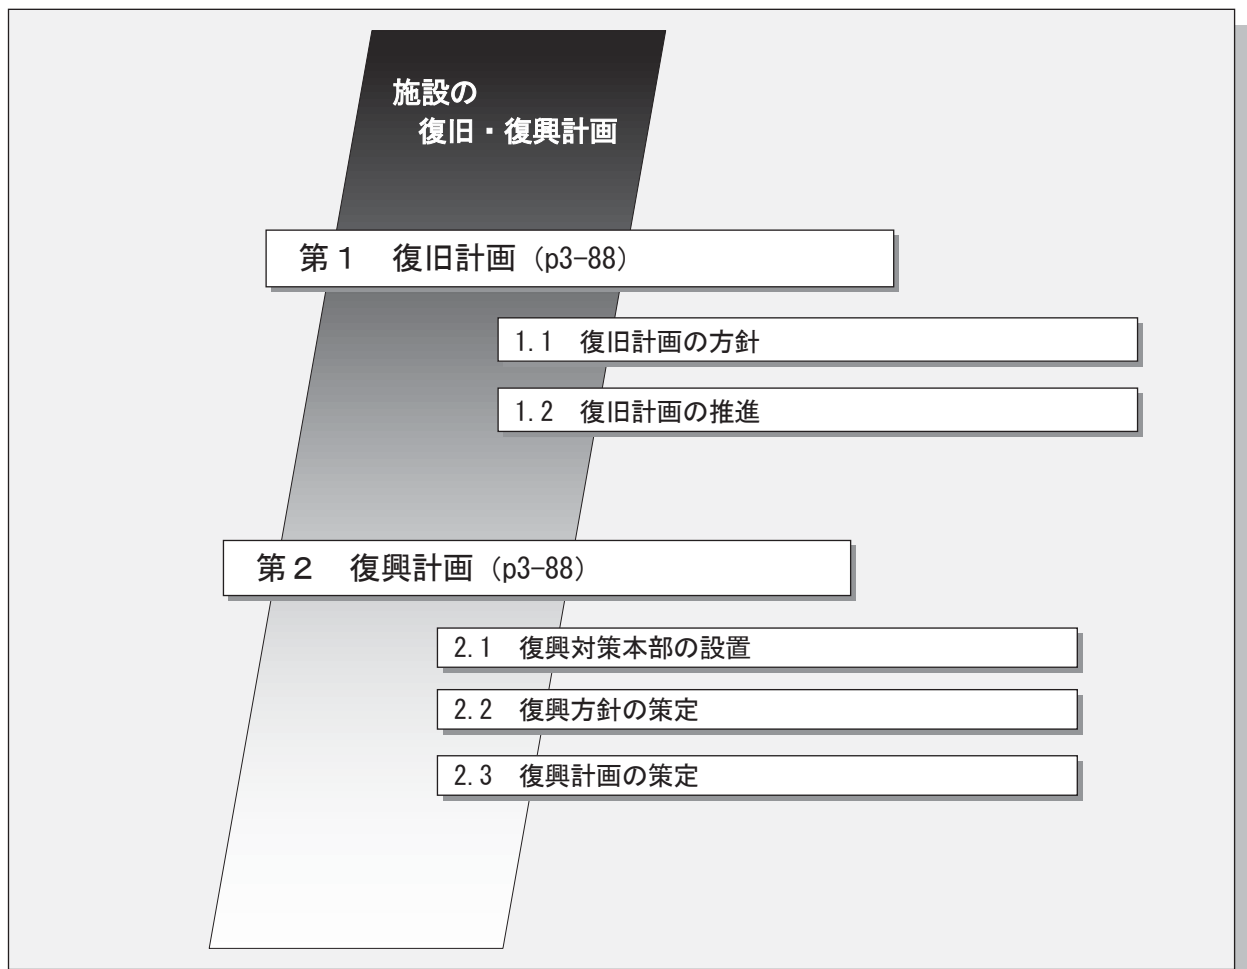 施設の
復旧・復興計画
第１　復旧計画（p3-88）
1.1　復旧計画の方針
1.2　復旧計画の推進
第２　復興計画（p3-88）
2.1　復興対策本部の設置
2.2　復興方針の策定
2.3　復興計画の策定